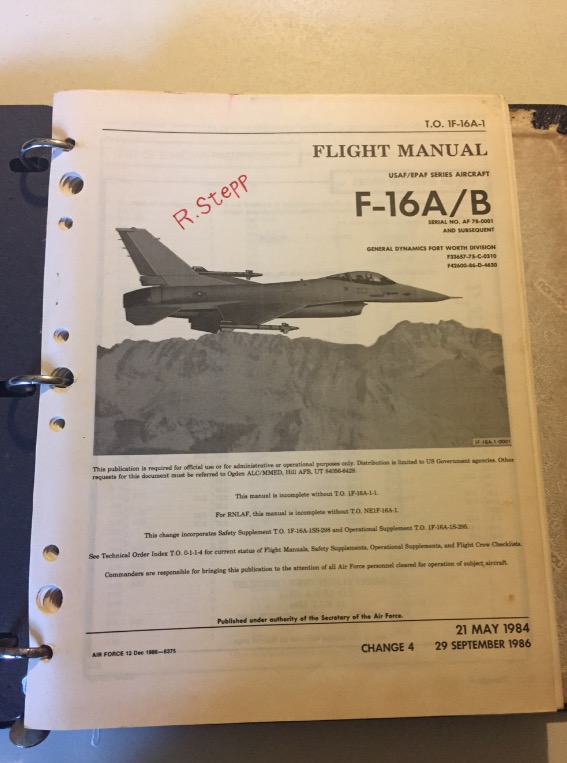 T.O. 1F-16A-1
FLIGHT MANUAL
USAF/EPAF SERIES AIRCRAFT
F-16A/B
SERIAL NO. AF 78-0001
AND SUBSEQUENT
GENERAL DYNAMICS FORT WORTH DIVISION
F33657-75-C-0310
F42600-86-D-4630
R.Stepp
1F-16A-1-0001
This publication is required for official use or for administrative or operational purposes only. Distribution is limited to US Government agencies. Other
requests for this document must be referred to Ogden ALC/MMED, Hill AFB, UT 84056-5609.
This manual is incomplete without T.O. 1F-16A-1-1.
For RNLAF, this manual is incomplete without T.O. NE1F-16A-1.
This change incorporates Safety Supplement T.O. 1F-16A-1SS-298 and Operational Supplement T.O. 1F-16A-1S-295.
See Technical Order Index T.O. 0-1-1-4 for current status of Flight Manuals, Safety Supplements, Operational Supplements, and Flight Crew Checklists.
Commanders are responsible for bringing this publication to the attention of all Air Force personnel cleared for operation of subject aircraft.
Published under authority of the Secretary of the Air Force.
21 MAY 1984
AIR FORCE 12 Dec 1986—6375
CHANGE 4 29 SEPTEMBER 1986